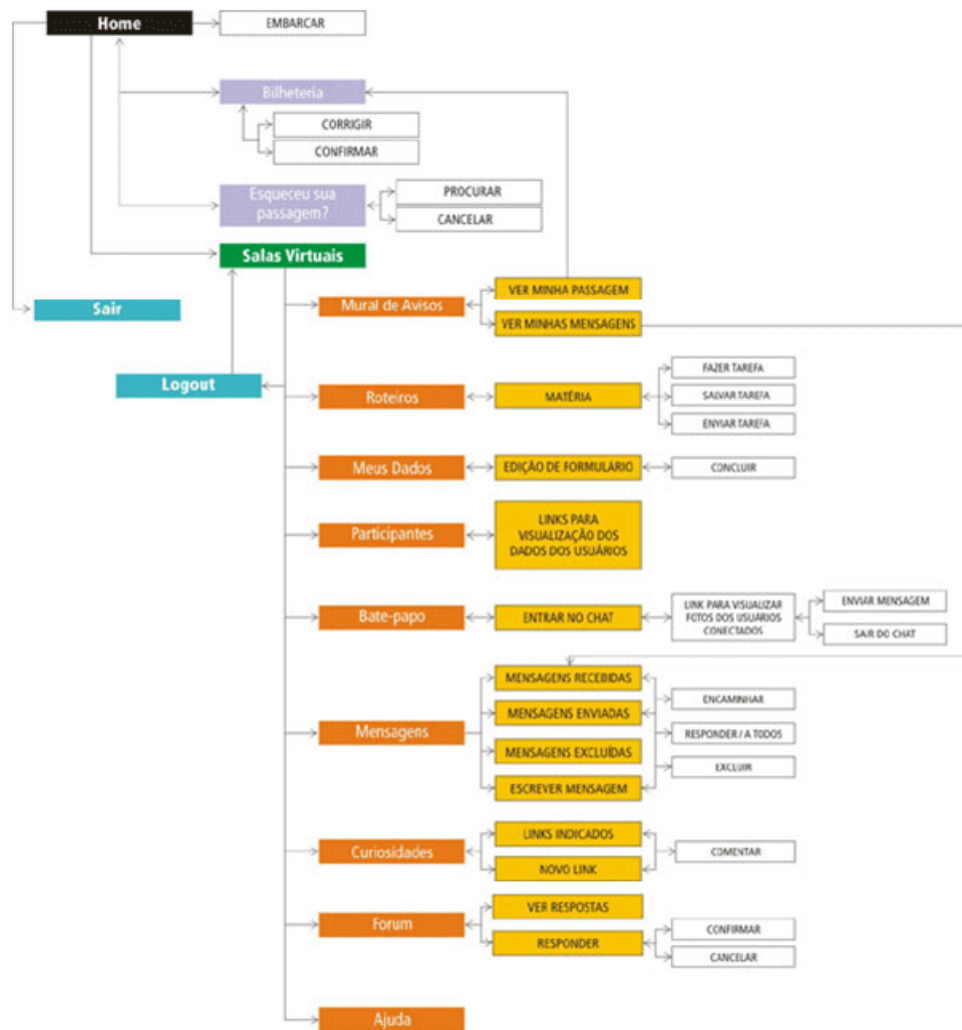 Home
EMBARCAR
Bilheteria
CORRIGIR
CONFIRMAR
Esqueceu sua
passagem?
PROCURAR
CANCELAR
Salas Virtuais
Sair
Logout
Mural de Avisos
VER MINHA PASSAGEM
VER MINHAS MENSAGENS
Roteiros
MATÉRIA
FAZER TAREFA
SALVAR TAREFA
ENVIAR TAREFA
Meus Dados
EDIÇÃO DE FORMULÁRIO
CONCLUIR
Participantes
LINKS PARA
VISUALIZAÇÃO DOS
DADOS DOS USUÁRIOS
Bate-papo
ENTRAR NO CHAT
LINK PARA VISUALIZAR
FOTOS DOS USUÁRIOS
CONECTADOS
ENVIAR MENSAGEM
SAIR DO CHAT
Mensagens
MENSAGENS RECEBIDAS
MENSAGENS ENVIADAS
MENSAGENS EXCLUÍDAS
ESCREVER MENSAGEM
ENCAMINHAR
RESPONDER / A TODOS
EXCLUIR
Curiosidades
LINKS INDICADOS
NOVO LINK
COMENTAR
Forum
VER RESPOSTAS
RESPONDER
CONFIRMAR
CANCELAR
Ajuda